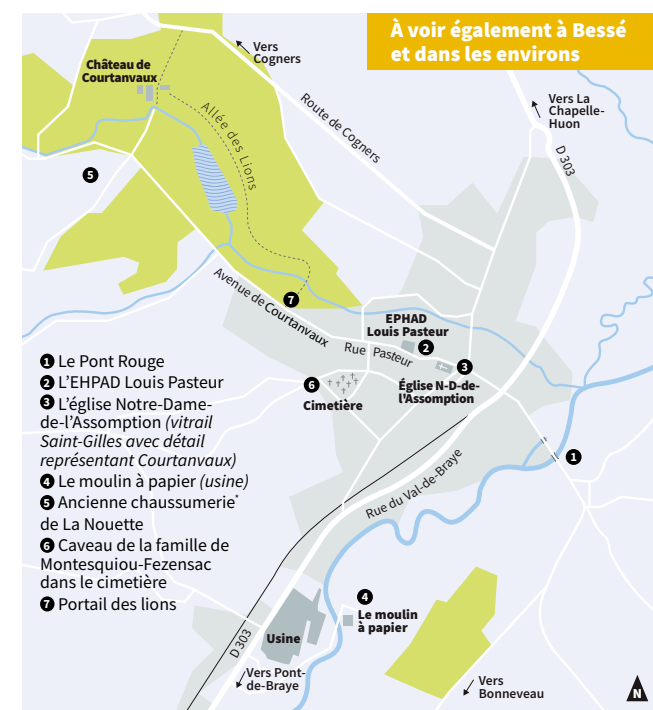 À voir également à Bessé
et dans les environs
Vers
Cogners
Château de
Courtanvaux
Vers La
Chapelle-
Huon
Route de Cogners
Allée des Lions
D 303
5
Avenue de Courtanvaux
7
EPHAD
Louis Pasteur
Rue Pasteur
2
3
Église N-D-de-
l'Assomption
6
Cimetière
1 Le Pont Rouge
2 L'EHPAD Louis Pasteur
3 L'église Notre-Dame-
de-l'Assomption (vitrail
Saint-Gilles avec détail
représentant Courtanvaux)
4 Le moulin à papier (usine)
5 Ancienne chaussumerie*
de La Nouette
6 Caveau de la famille de
Montesquiou-Fezensac
dans le cimetière
7 Portail des lions
1
Rue du Val-de-Braye
4
Le moulin
à papier
Usine
D 303
Vers Pont-
de-Braye
Vers
Bonneveau
N